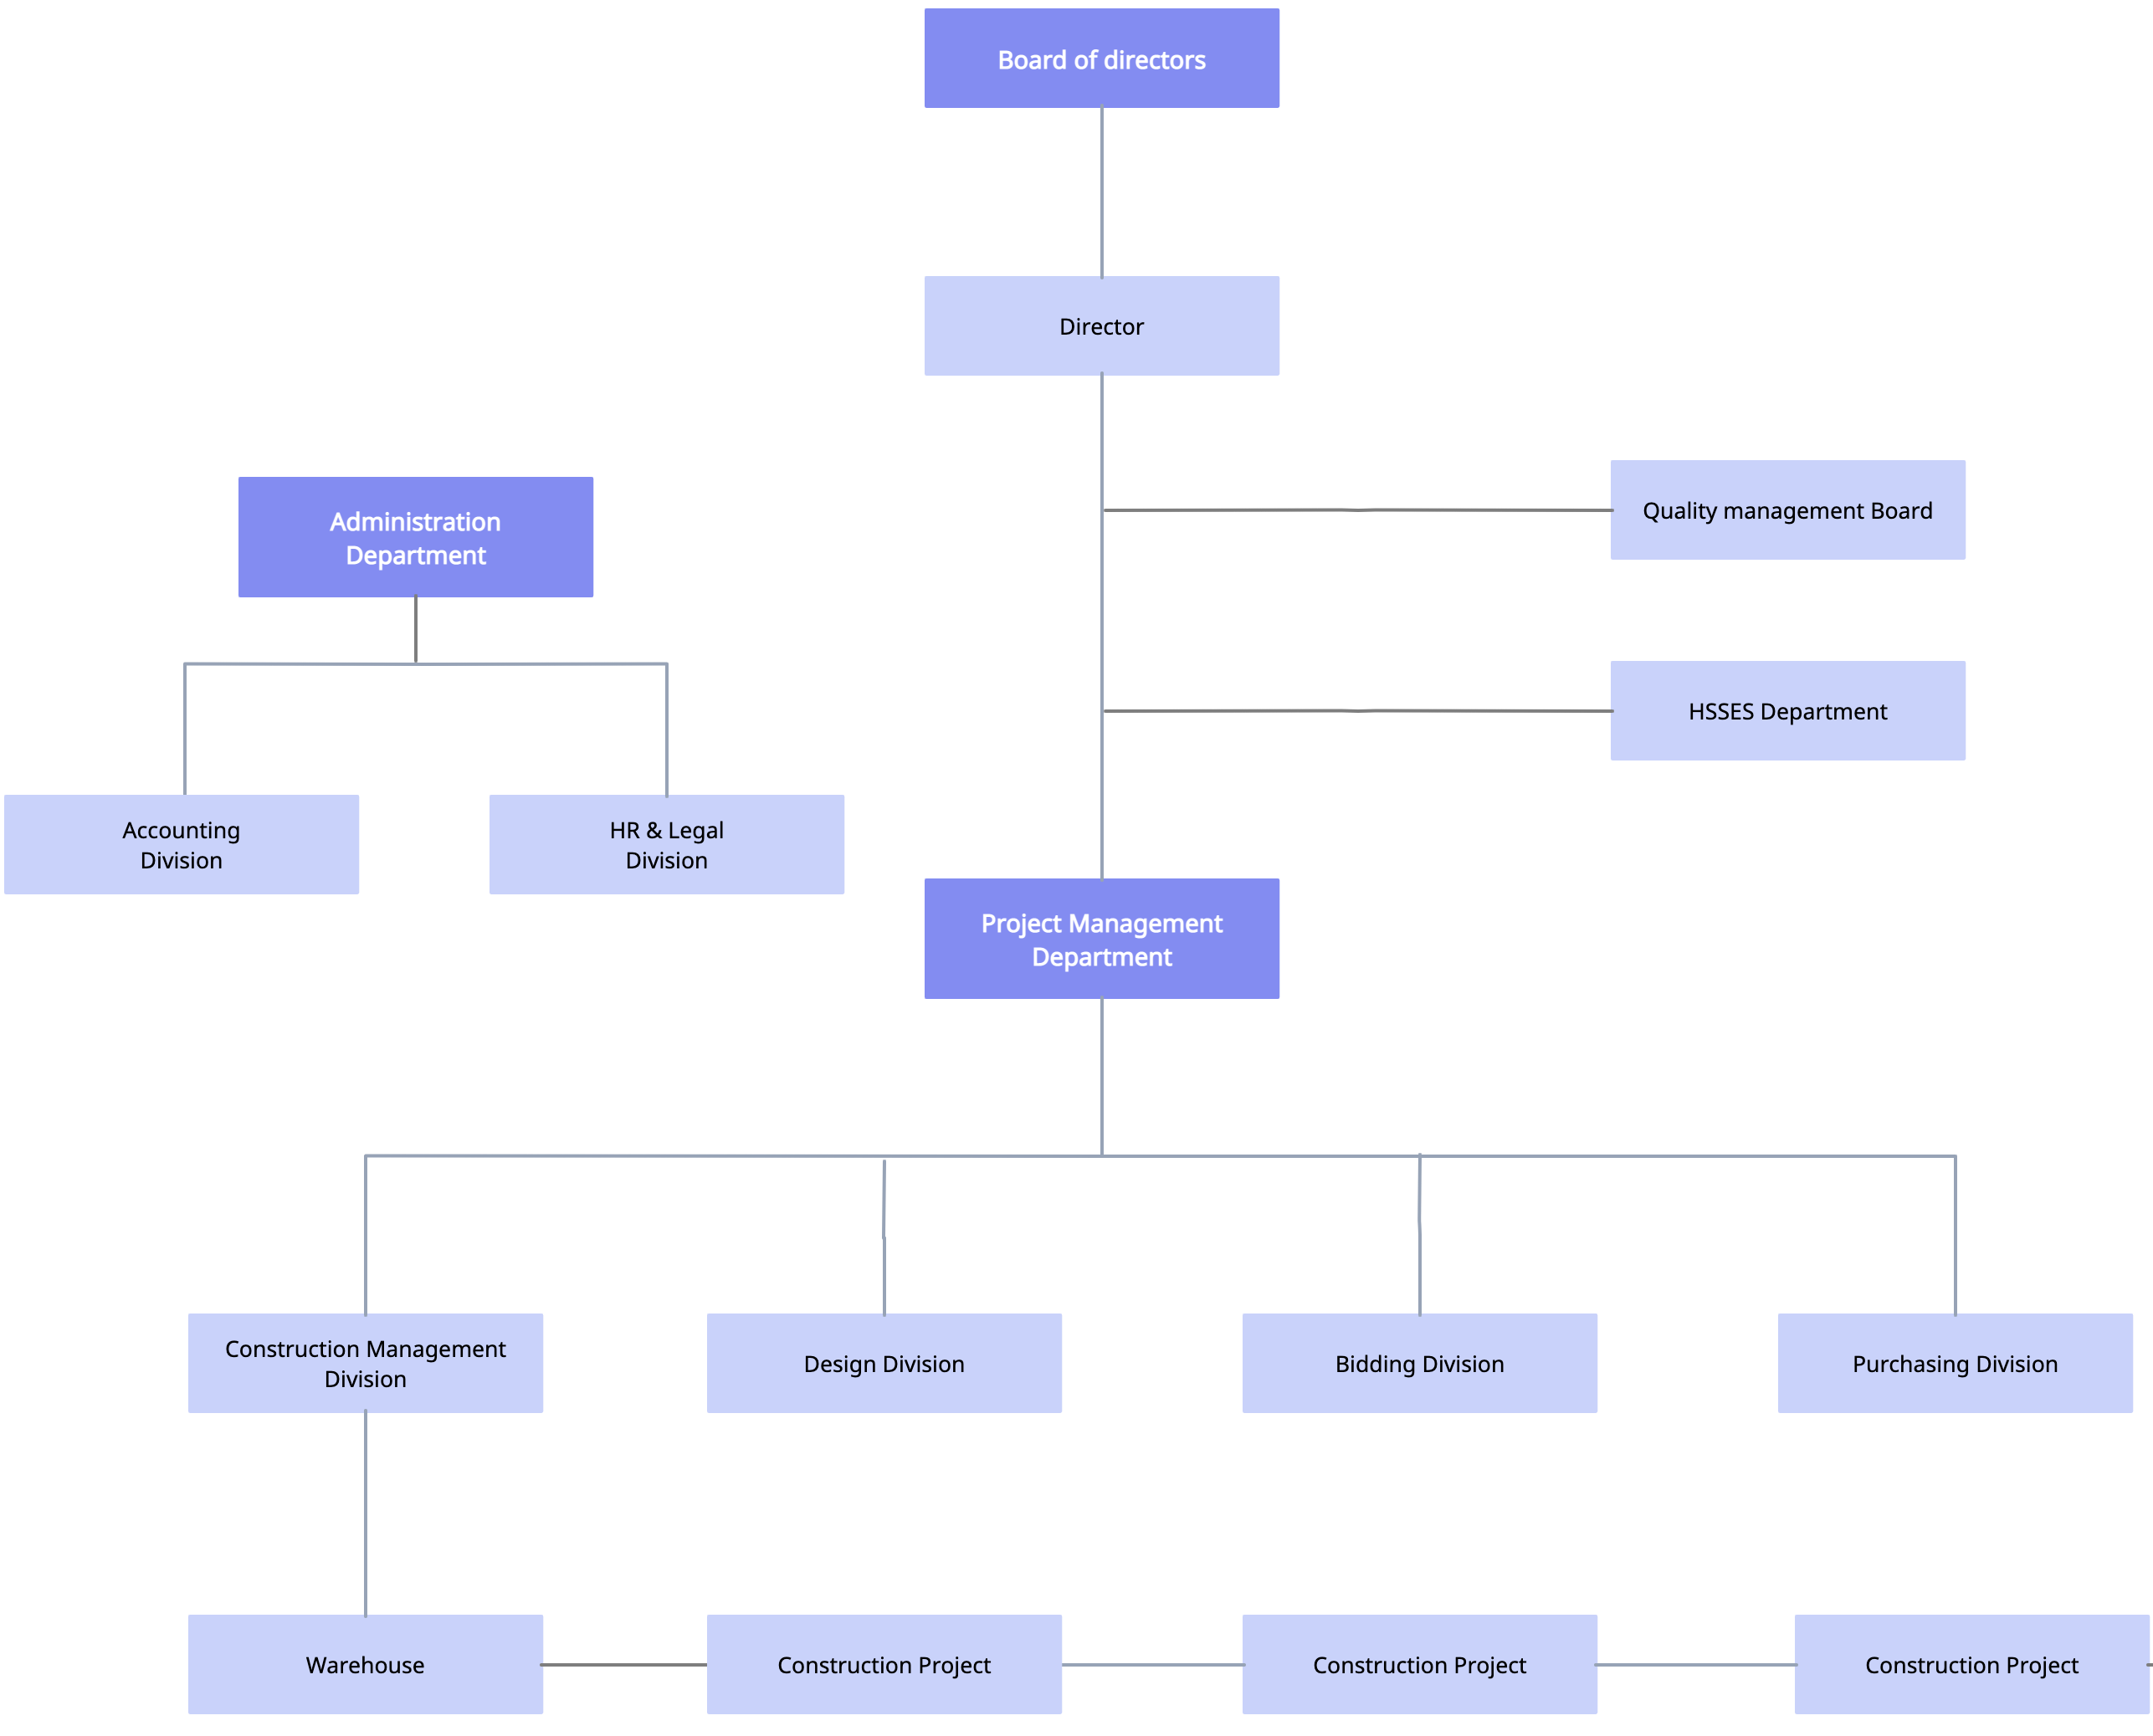 Board of directors
Director
Quality management Board
Administration
Department
HSSES Department
Accounting
Division
HR & Legal
Division
Project Management
Department
Construction Management
Division
Design Division
Bidding Division
Purchasing Division
Warehouse
Construction Project
Construction Project
Construction Project